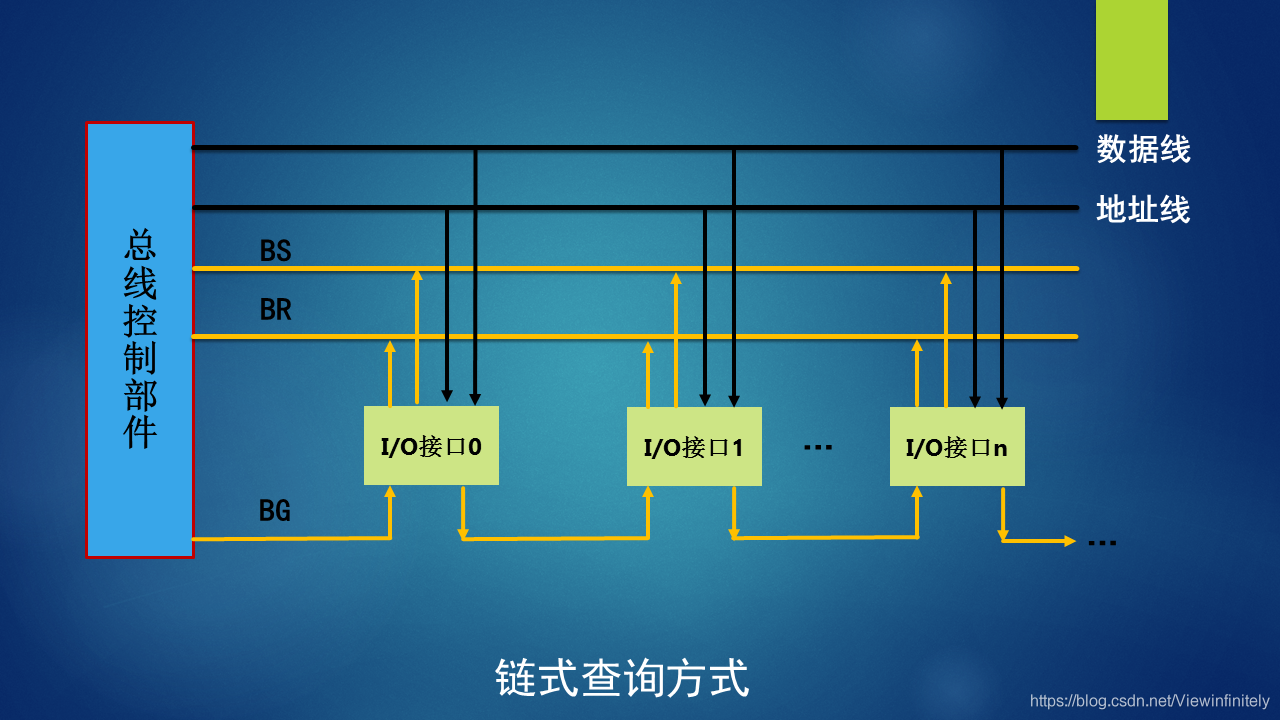 数据线
地址线
BS
BR
总线控制部件
I/O接口0
I/O接口1
...
I/O接口n
BG
...
链式查询方式
https://blog.csdn.net/Viewinfinitely